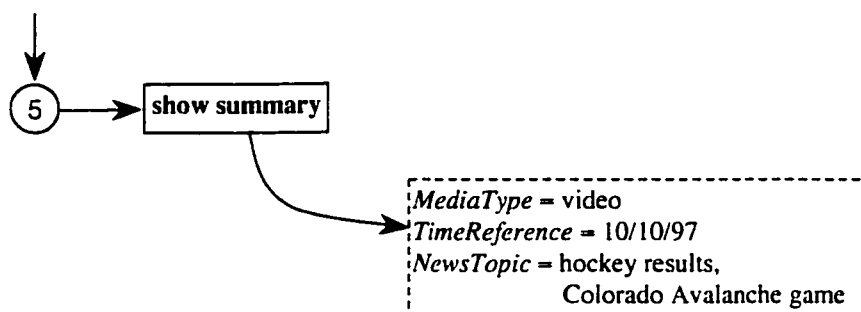 5
show summary
MediaType = video
TimeReference = 10/10/97
NewsTopic = hockey results,
Colorado Avalanche game